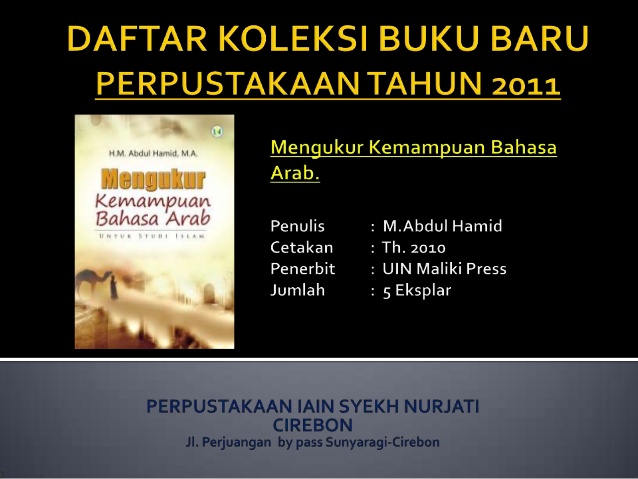 DAFTAR KOLEKSI BUKU BARU
PERPUSTAKAAN TAHUN 2011
H.M. Abdul Hamid, M.A.
Mengukur
Kemampuan
Bahasa Arab
UNTUK STUDI ISLAM
Mengukur Kemampuan Bahasa
Arab.
Penulis : M.Abdul Hamid
Cetakan : Th. 2010
Penerbit : UIN Maliki Press
Jumlah : 5 Eksplar
PERPUSTAKAAN IAIN SYEKH NURJATI
CIREBON
Jl. Perjuangan by pass Sunyaragi-Cirebon